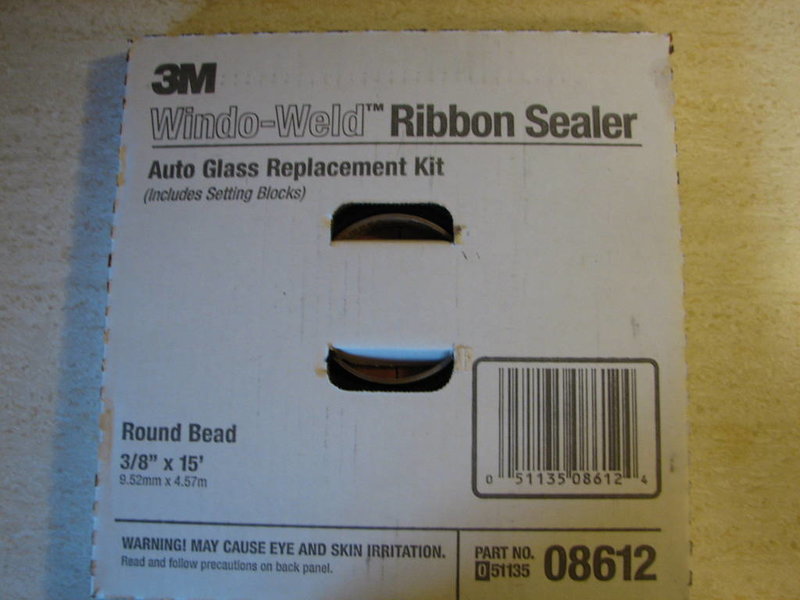 3M
Windo-Weld™ Ribbon Sealer
Auto Glass Replacement Kit
(Includes Setting Blocks)
Round Bead
3/8" x 15'
9.52mm x 4.57m
0 51135 08612 4
WARNING! MAY CAUSE EYE AND SKIN IRRITATION.
Read and follow precautions on back panel.
PART NO.
0 51135 08612